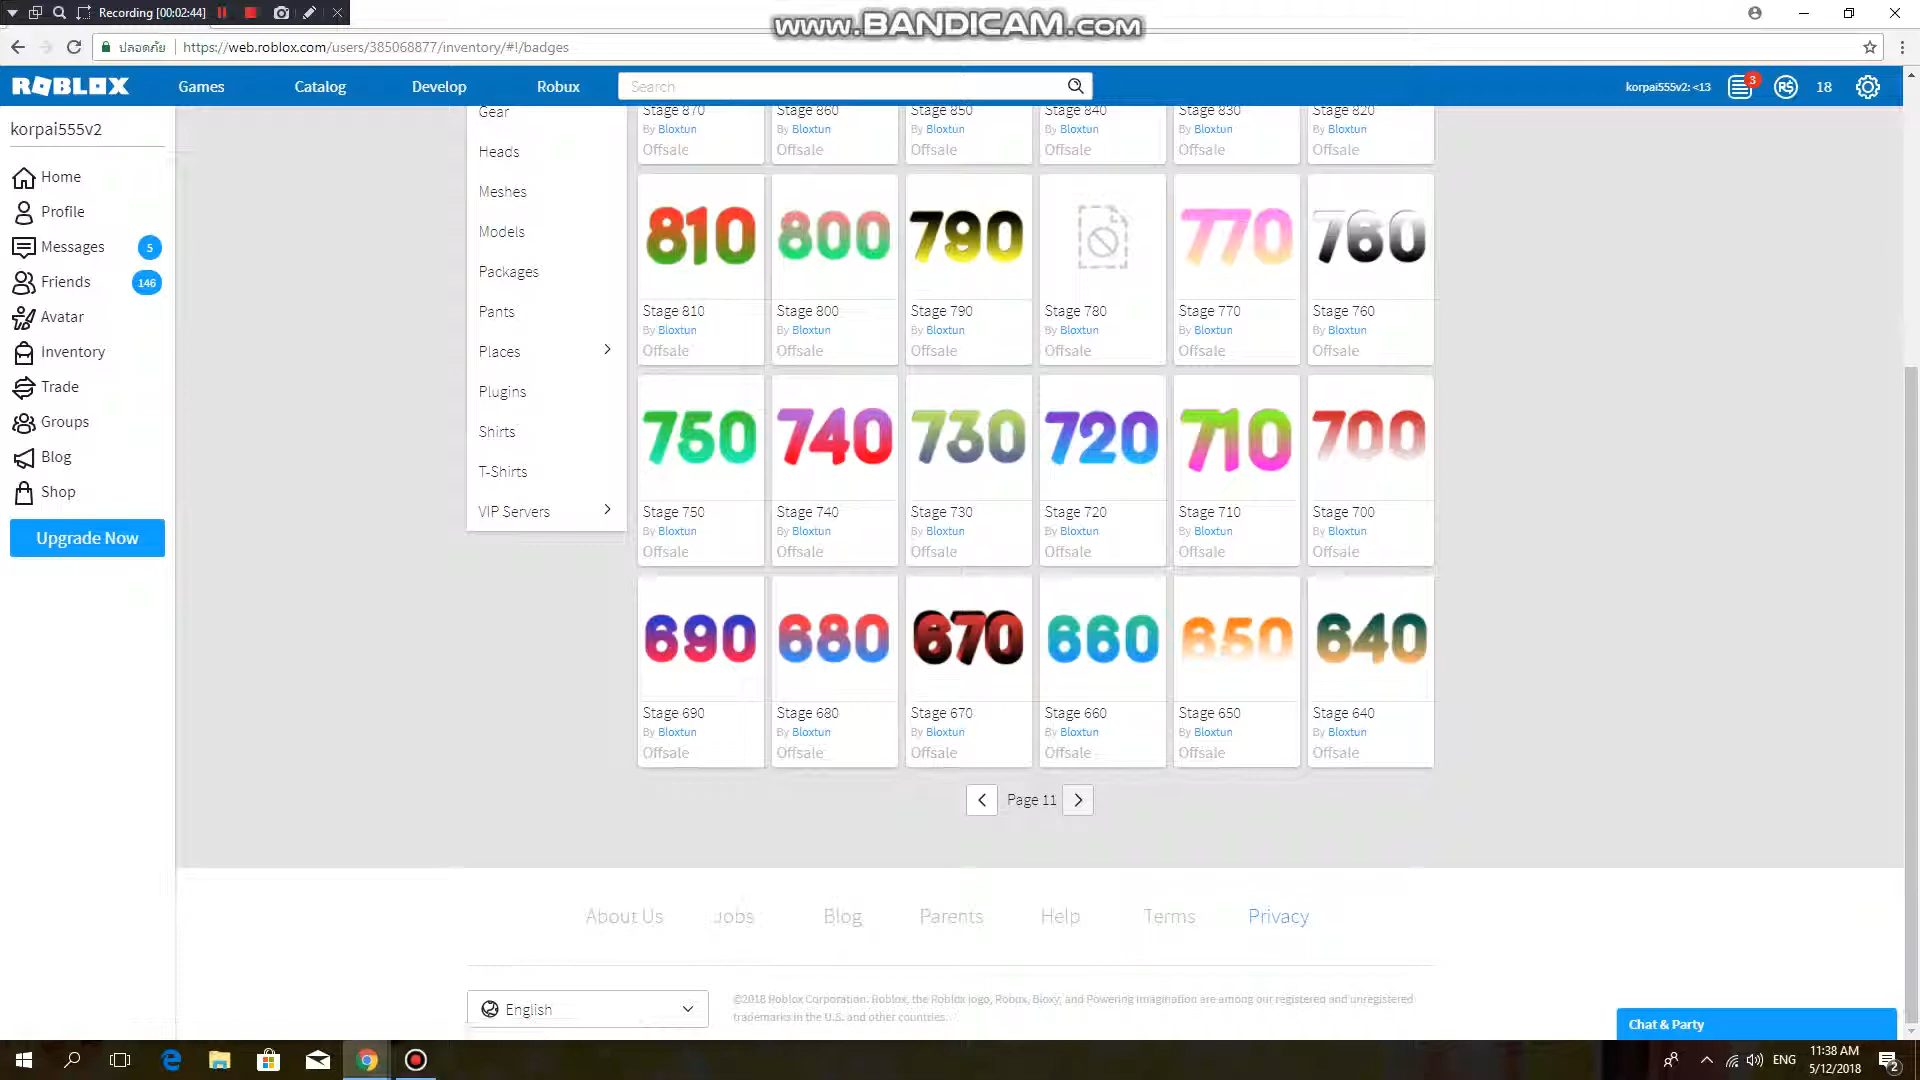 Recording [00:02:44]
www.BANDICAM.com
ปลอดภัย https://web.roblox.com/users/385068877/inventory/#!/badges
ROBLOX Games Catalog Develop Robux Search korpai555v2: <13 3 18
korpai555v2
Home
Profile
Messages 5
Friends 146
Avatar
Inventory
Trade
Groups
Blog
Shop
Upgrade Now
Gear
Heads
Meshes
Models
Packages
Pants
Places
Plugins
Shirts
T-Shirts
VIP Servers
Stage 870 Stage 860 Stage 850 Stage 840 Stage 830 Stage 820
By Bloxtun By Bloxtun By Bloxtun By Bloxtun By Bloxtun By Bloxtun
Offsale Offsale Offsale Offsale Offsale Offsale
810 800 790 770 760
Stage 810 Stage 800 Stage 790 Stage 780 Stage 770 Stage 760
By Bloxtun By Bloxtun By Bloxtun By Bloxtun By Bloxtun By Bloxtun
Offsale Offsale Offsale Offsale Offsale Offsale
750 740 730 720 710 700
Stage 750 Stage 740 Stage 730 Stage 720 Stage 710 Stage 700
By Bloxtun By Bloxtun By Bloxtun By Bloxtun By Bloxtun By Bloxtun
Offsale Offsale Offsale Offsale Offsale Offsale
690 680 670 660 650 640
Stage 690 Stage 680 Stage 670 Stage 660 Stage 650 Stage 640
By Bloxtun By Bloxtun By Bloxtun By Bloxtun By Bloxtun By Bloxtun
Offsale Offsale Offsale Offsale Offsale Offsale
Page 11
About Us Jobs Blog Parents Help Terms Privacy
English
©2018 Roblox Corporation. Roblox, the Roblox logo, Robux, Bloxy, and Powering Imagination are among our registered and unregistered
trademarks in the U.S. and other countries.
Chat & Party
ENG
11:38 AM
5/12/2018
2